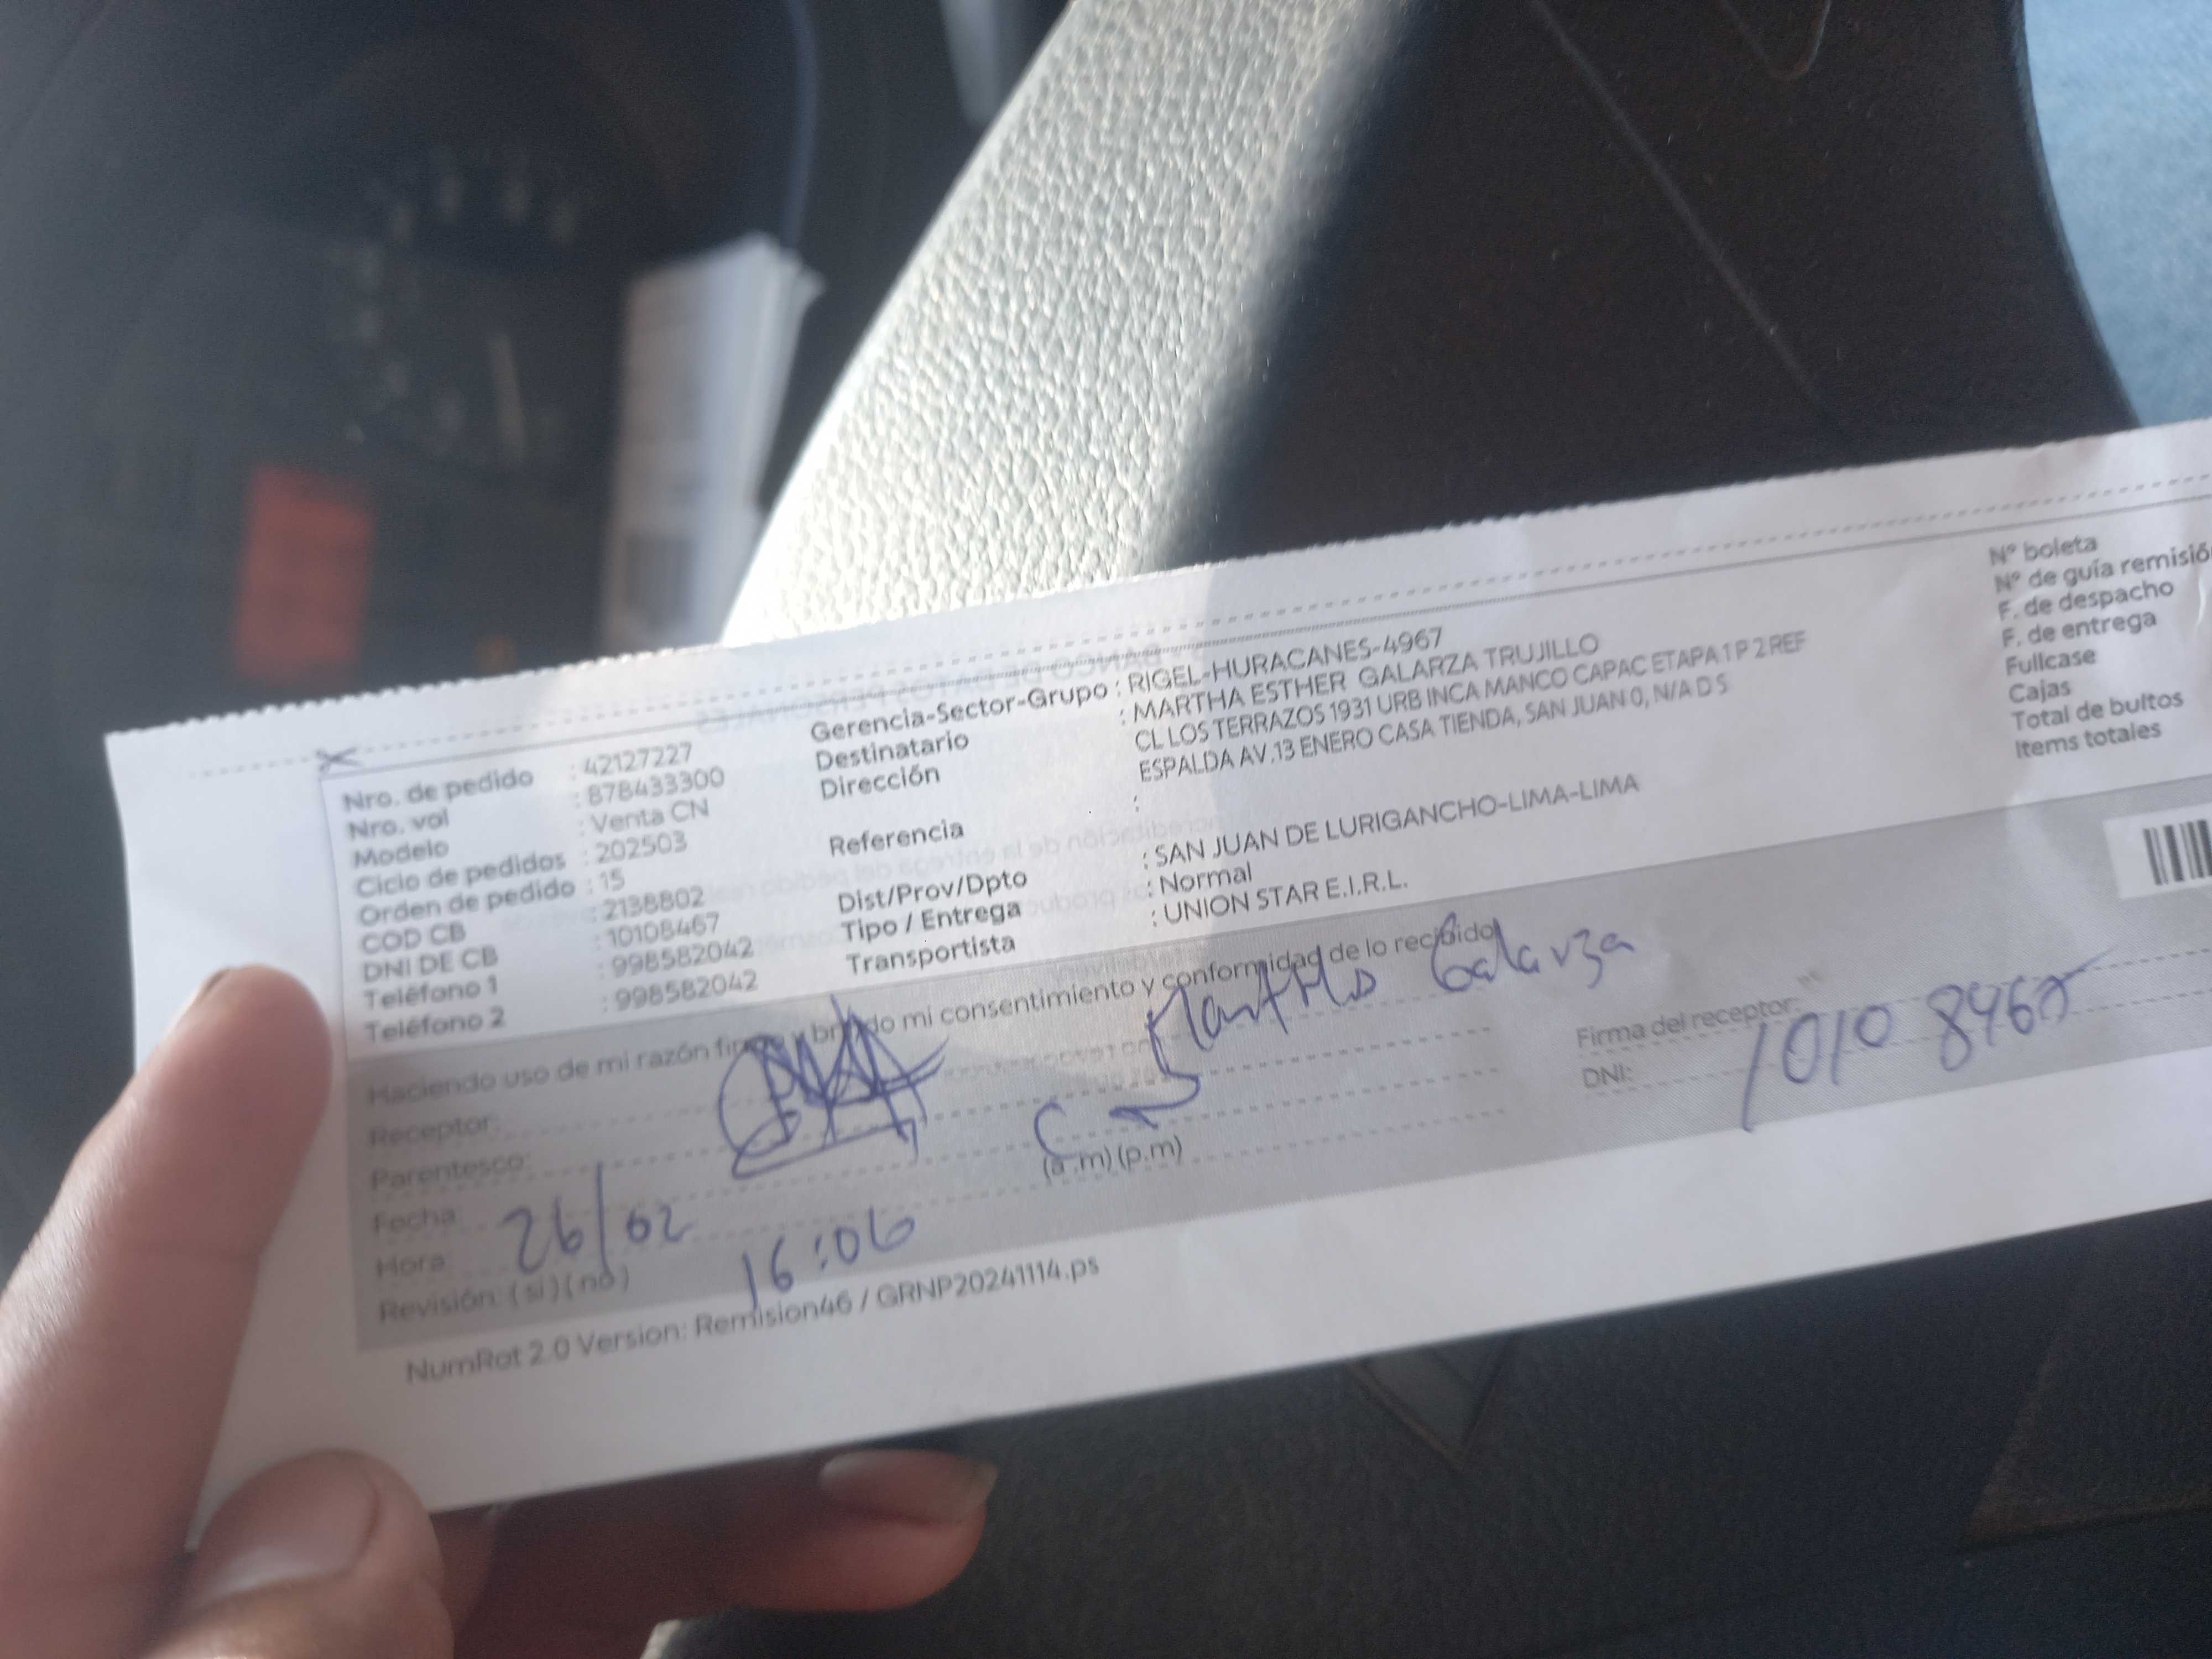 Nro. de pedido : 42127227
Nro. vol : 878433300
Modelo : Venta CN
Ciclo de pedidos : 202503
Orden de pedido : 15
COD CB : 2138802
DNI DE CB : 10108467
Teléfono 1 : 998582042
Teléfono 2 : 998582042
Gerencia-Sector-Grupo : RIGEL-HURACANES-4967
Destinatario : MARTHA ESTHER GALARZA TRUJILLO
Dirección CL LOS TERRAZOS 1931 URB INCA MANCO CAPAC ETAPA 1 P 2 REF
ESPALDA AV.13 ENERO CASA TIENDA, SAN JUAN 0, N/A D S
Referencia :
Dist/Prov/Dpto : SAN JUAN DE LURIGANCHO-LIMA-LIMA
Tipo / Entrega : Normal
Transportista : UNION STAR E.I.R.L.
N° boleta
N° de guía remisió
F. de despacho
F. de entrega
Fullcase
Cajas
Total de bultos
Items totales
Haciendo uso de mi razón firmo y brindo mi consentimiento y conformidad de lo recibido
Receptor: Martha Galarza
Parentesco:
Fecha: 26/02
Hora: 16:06 (a .m) (p.m)
Revisión: ( si ) ( no )
Firma del receptor:
DNI: 10108467
NumRot 2.0 Version: Remision46 / GRNP20241114.ps